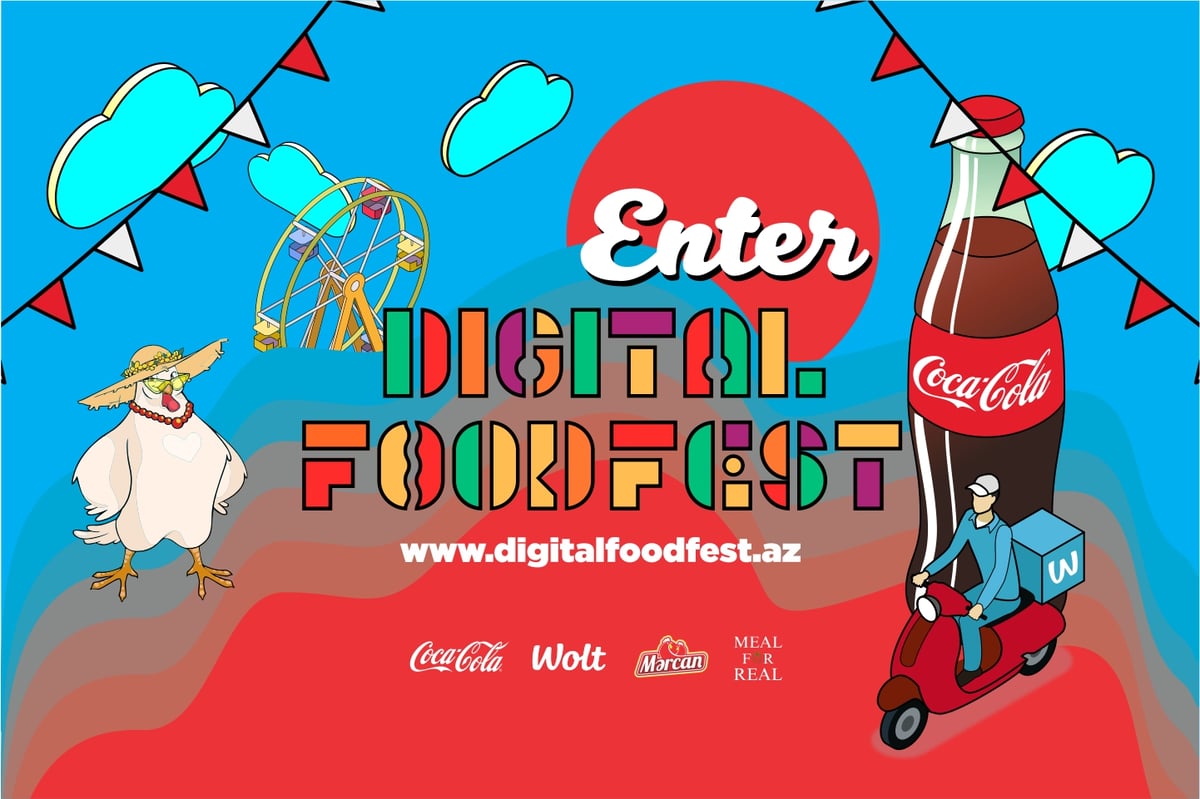 Enter
DIGITAL
FOODFEST
www.digitalfoodfest.az
Coca-Cola
W
Coca-Cola
Wolt
Mərcan
MEAL
FOR
REAL